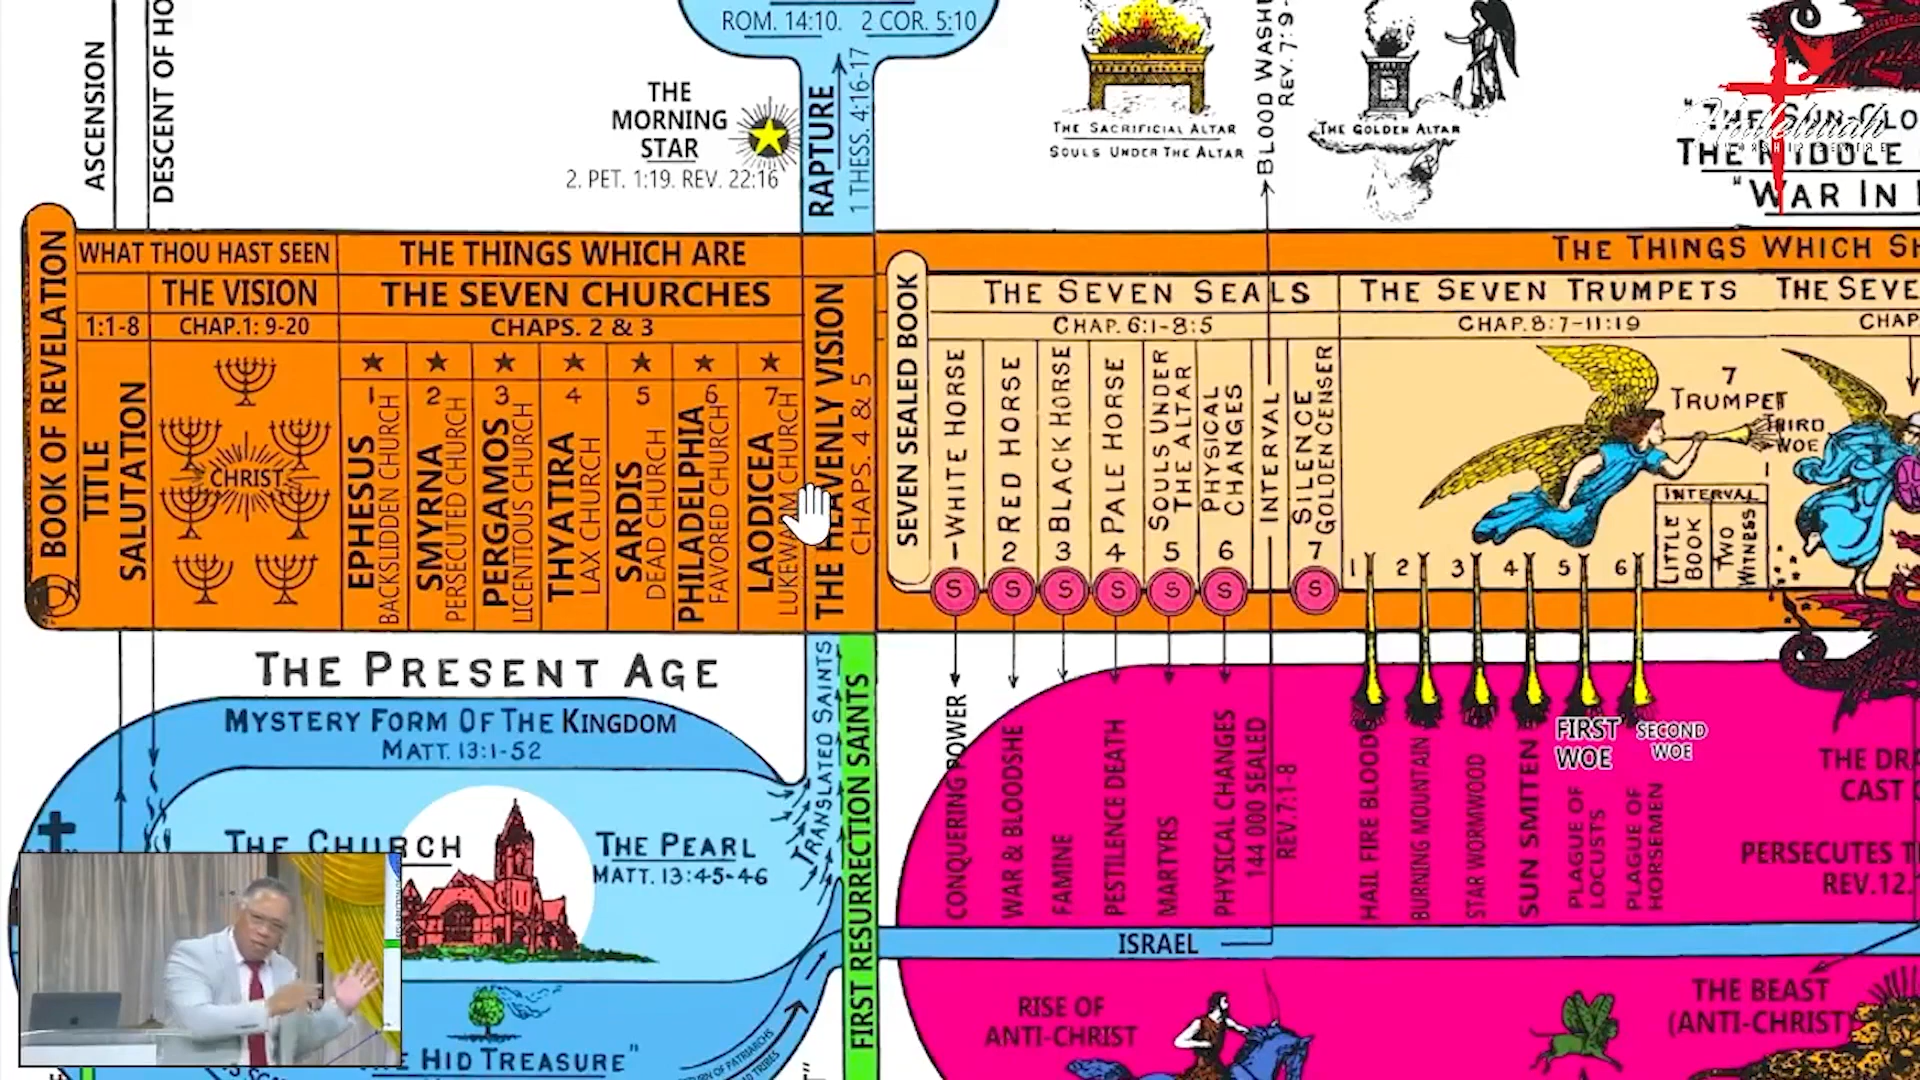 ROM. 14:10. 2 COR. 5:10
ASCENSION
DESCENT OF HO
THE
MORNING
STAR
2. PET. 1:19. REV. 22:16
RAPTURE
1 THESS. 4:16-17
THE SACRIFICIAL ALTAR
SOULS UNDER THE ALTAR
BLOOD WASH
REV. 7:9-
THE GOLDEN ALTAR
"THE SUN-CLO
THE MIDDLE
"WAR IN
Hallelujah
WORSHIP CENTRE
BOOK OF REVELATION
WHAT THOU HAST SEEN
THE THINGS WHICH ARE
THE THINGS WHICH SH
1:1-8
THE VISION
CHAP.1: 9-20
THE SEVEN CHURCHES
CHAPS. 2 & 3
TITLE
SALUTATION
CHRIST
1
EPHESUS
BACKSLIDDEN CHURCH
2
SMYRNA
PERSECUTED CHURCH
3
PERGAMOS
LICENTIOUS CHURCH
4
THYATIRA
LAX CHURCH
5
SARDIS
DEAD CHURCH
6
PHILADELPHIA
FAVORED CHURCH
7
LAODICEA
LUKEWARM CHURCH
THE HEAVENLY VISION
CHAPS. 4 & 5
SEVEN SEALED BOOK
THE SEVEN SEALS
CHAP. 6:1-8:5
WHITE HORSE
1
RED HORSE
2
BLACK HORSE
3
PALE HORSE
4
SOULS UNDER
THE ALTAR
5
PHYSICAL
CHANGES
6
INTERVAL
SILENCE
GOLDEN CENSER
7
S S S S S S S
THE SEVEN TRUMPETS
CHAP. 8:7-11:19
THE SEVE
CHAP
7
TRUMPET
THIRD
WOE
INTERVAL
LITTLE
BOOK
TWO
WITNESS
1 2 3 4 5 6
THE PRESENT AGE
MYSTERY FORM OF THE KINGDOM
MATT. 13:1-52
THE CHURCH
THE PEARL
MATT. 13:45-46
HID TREASURE"
TRANSLATED SAINTS
FIRST RESURRECTION SAINTS
CONQUERING POWER
WAR & BLOODSHE
FAMINE
PESTILENCE DEATH
MARTYRS
PHYSICAL CHANGES
144 000 SEALED
REV. 7:1-8
HAIL FIRE BLOOD
BURNING MOUNTAIN
STAR WORMWOOD
SUN SMITTEN
FIRST
WOE
PLAGUE OF
LOCUSTS
SECOND
WOE
PLAGUE OF
HORSEMEN
THE DRA
CAST
PERSECUTES T
REV.12.
ISRAEL
RISE OF
ANTI-CHRIST
THE BEAST
(ANTI-CHRIST)